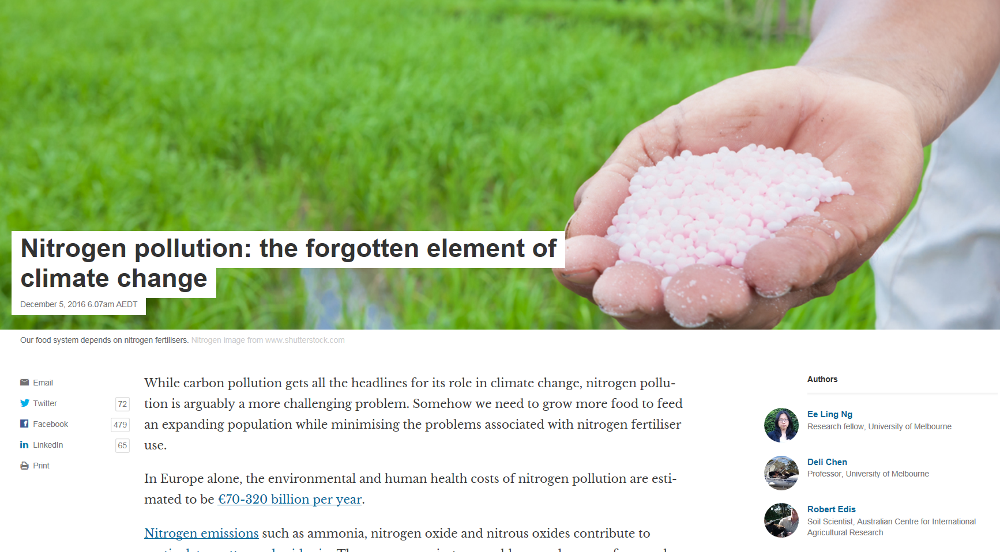 Nitrogen pollution: the forgotten element of
climate change
December 5, 2016 6.07am AEDT
Our food system depends on nitrogen fertilisers. Nitrogen image from www.shutterstock.com
Email
Twitter 72
Facebook 479
LinkedIn 65
Print
While carbon pollution gets all the headlines for its role in climate change, nitrogen pollu-
tion is arguably a more challenging problem. Somehow we need to grow more food to feed
an expanding population while minimising the problems associated with nitrogen fertiliser
use.
In Europe alone, the environmental and human health costs of nitrogen pollution are esti-
mated to be €70-320 billion per year.
Nitrogen emissions such as ammonia, nitrogen oxide and nitrous oxides contribute to
Authors
Ee Ling Ng
Research fellow, University of Melbourne
Deli Chen
Professor, University of Melbourne
Robert Edis
Soil Scientist, Australian Centre for International
Agricultural Research